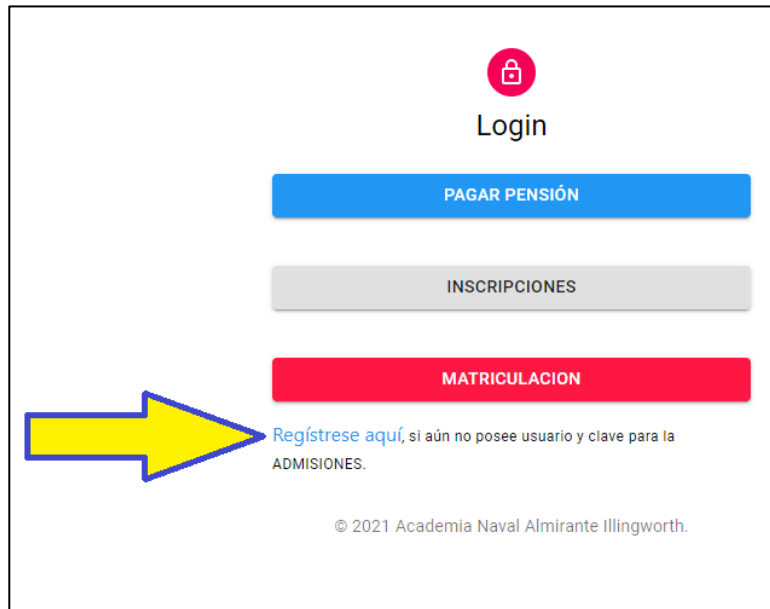 Login
PAGAR PENSIÓN
INSCRIPCIONES
MATRICULACION
Regístrese aquí, si aún no posee usuario y clave para la
ADMISIONES.
© 2021 Academia Naval Almirante Illingworth.